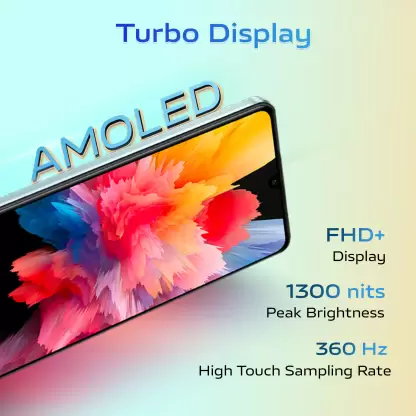 Turbo Display
AMOLED
FHD+
Display
1300 nits
Peak Brightness
360 Hz
High Touch Sampling Rate